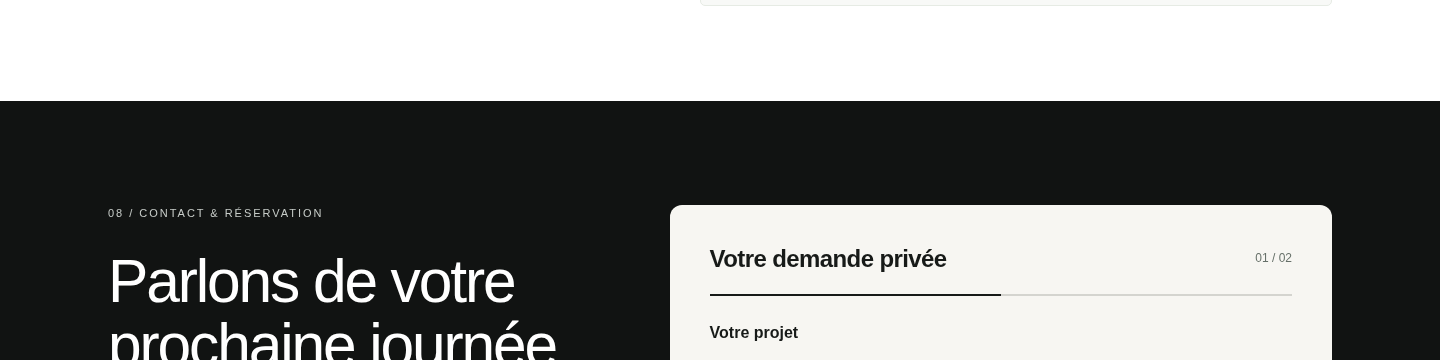 08 / CONTACT & RÉSERVATION
Parlons de votre
prochaine journée
Votre demande privée
01 / 02
Votre projet